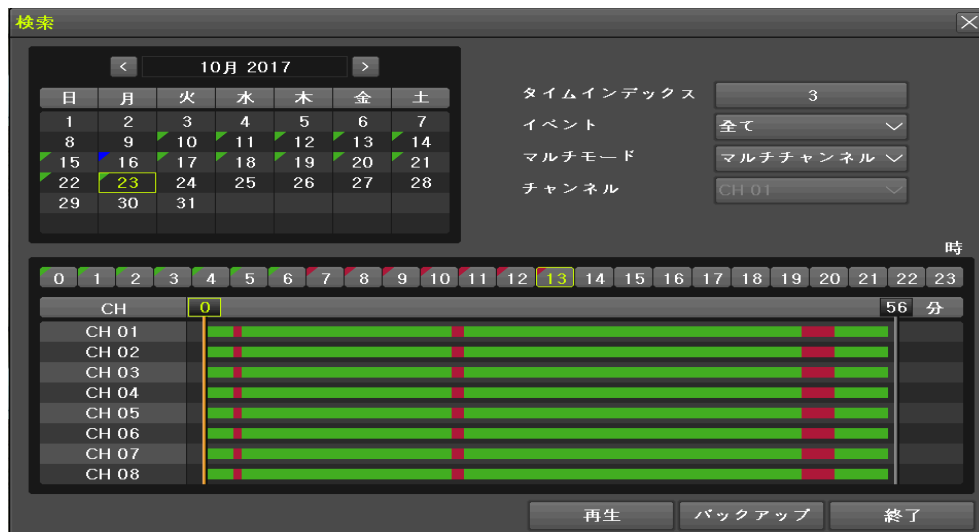 検索
< 10月 2017 >
日 月 火 水 木 金 土
1 2 3 4 5 6 7
8 9 10 11 12 13 14
15 16 17 18 19 20 21
22 23 24 25 26 27 28
29 30 31
タイムインデックス 3
イベント 全て
マルチモード マルチチャンネル
チャンネル CH 01
時
0 1 2 3 4 5 6 7 8 9 10 11 12 13 14 15 16 17 18 19 20 21 22 23
CH 0 56 分
CH 01
CH 02
CH 03
CH 04
CH 05
CH 06
CH 07
CH 08
再生 バックアップ 終了